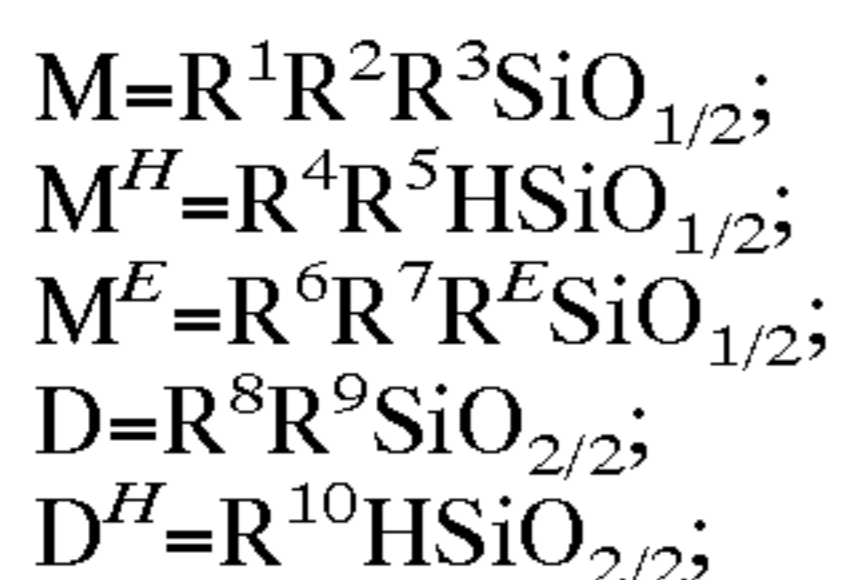 M=R¹R²R³SiO₁/₂;
Mᴴ=R⁴R⁵HSiO₁/₂;
Mᴱ=R⁶R⁷RᴱSiO₁/₂;
D=R⁸R⁹SiO₂/₂;
Dᴴ=R¹⁰HSiO₂/₂;